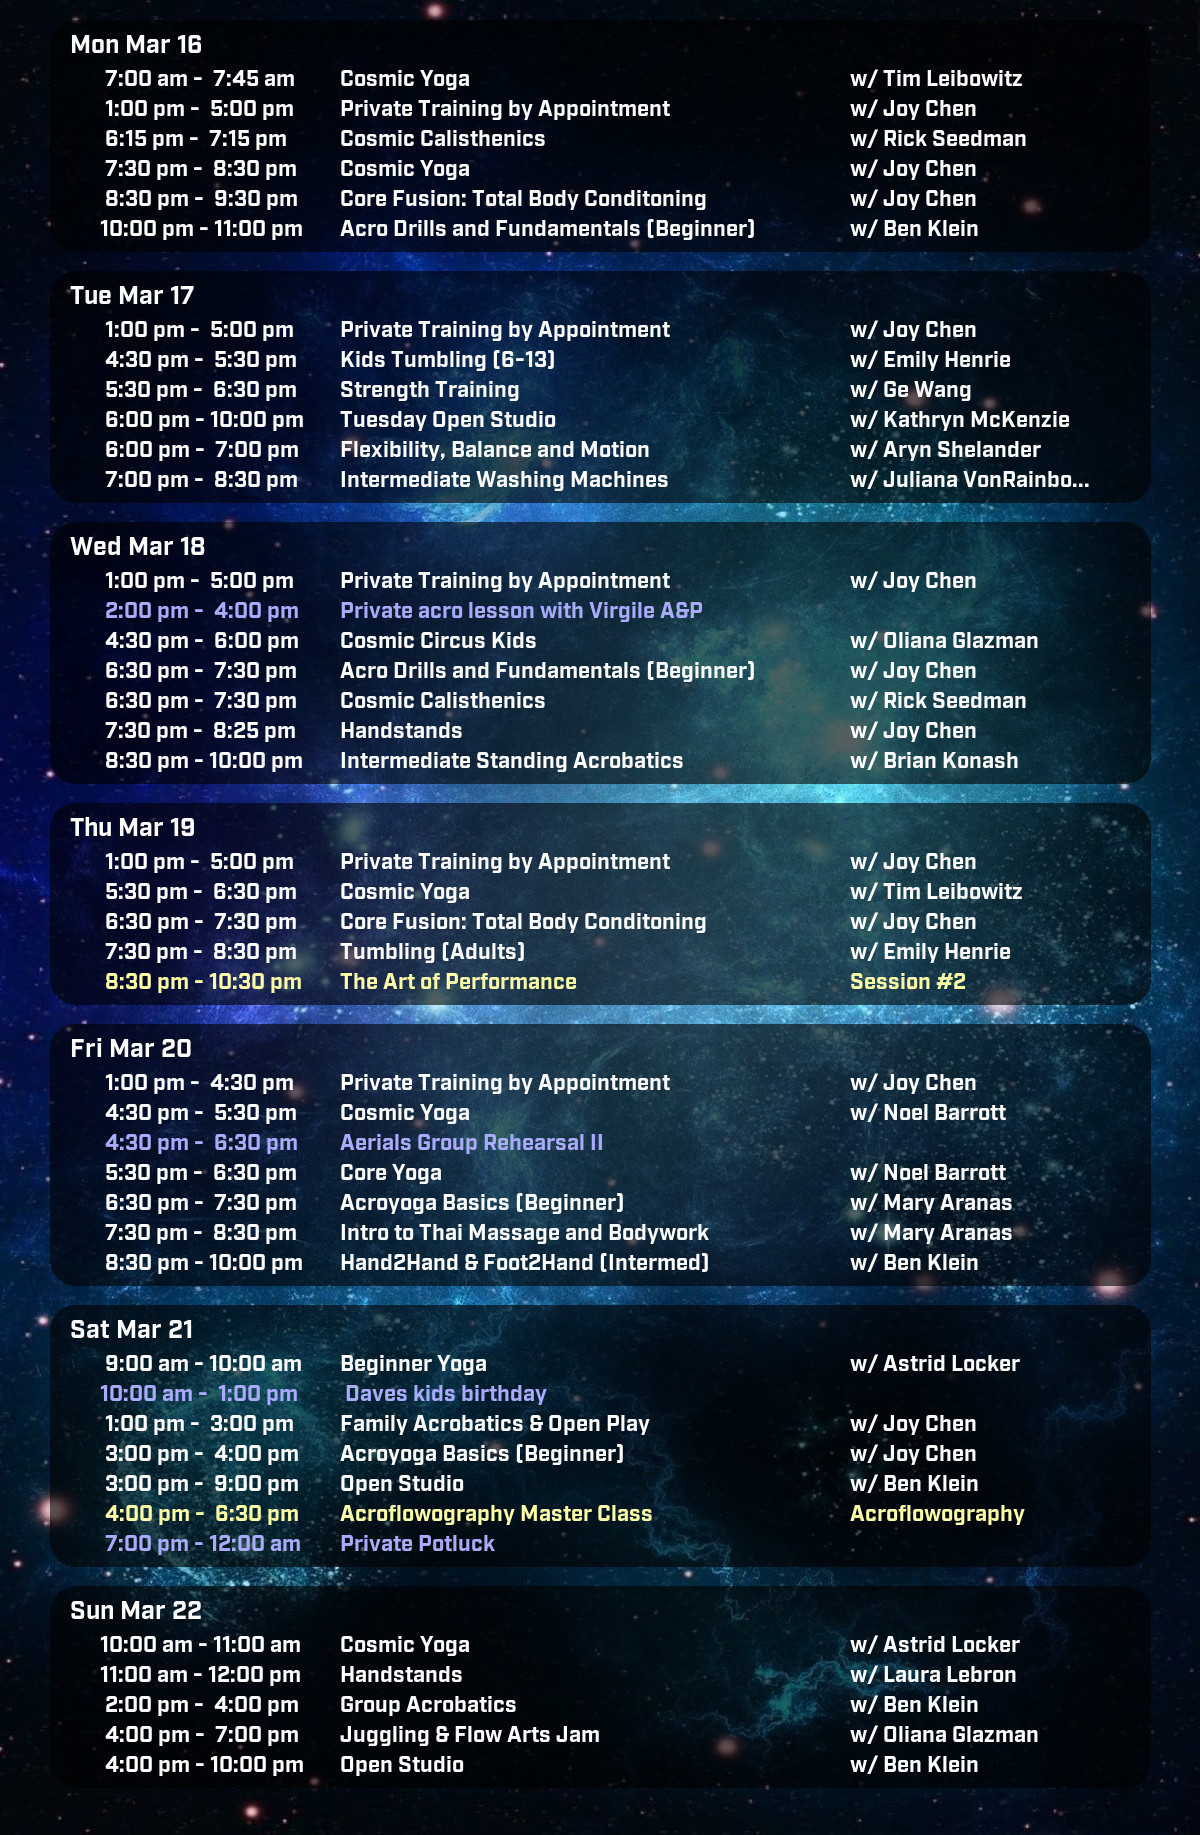 Mon Mar 16
7:00 am - 7:45 am Cosmic Yoga w/ Tim Leibowitz
1:00 pm - 5:00 pm Private Training by Appointment w/ Joy Chen
6:15 pm - 7:15 pm Cosmic Calisthenics w/ Rick Seedman
7:30 pm - 8:30 pm Cosmic Yoga w/ Joy Chen
8:30 pm - 9:30 pm Core Fusion: Total Body Conditoning w/ Joy Chen
10:00 pm - 11:00 pm Acro Drills and Fundamentals (Beginner) w/ Ben Klein
Tue Mar 17
1:00 pm - 5:00 pm Private Training by Appointment w/ Joy Chen
4:30 pm - 5:30 pm Kids Tumbling (6-13) w/ Emily Henrie
5:30 pm - 6:30 pm Strength Training w/ Ge Wang
6:00 pm - 10:00 pm Tuesday Open Studio w/ Kathryn McKenzie
6:00 pm - 7:00 pm Flexibility, Balance and Motion w/ Aryn Shelander
7:00 pm - 8:30 pm Intermediate Washing Machines w/ Juliana VonRainbo...
Wed Mar 18
1:00 pm - 5:00 pm Private Training by Appointment w/ Joy Chen
2:00 pm - 4:00 pm Private acro lesson with Virgile A&P
4:30 pm - 6:00 pm Cosmic Circus Kids w/ Oliana Glazman
6:30 pm - 7:30 pm Acro Drills and Fundamentals (Beginner) w/ Joy Chen
6:30 pm - 7:30 pm Cosmic Calisthenics w/ Rick Seedman
7:30 pm - 8:25 pm Handstands w/ Joy Chen
8:30 pm - 10:00 pm Intermediate Standing Acrobatics w/ Brian Konash
Thu Mar 19
1:00 pm - 5:00 pm Private Training by Appointment w/ Joy Chen
5:30 pm - 6:30 pm Cosmic Yoga w/ Tim Leibowitz
6:30 pm - 7:30 pm Core Fusion: Total Body Conditoning w/ Joy Chen
7:30 pm - 8:30 pm Tumbling (Adults) w/ Emily Henrie
8:30 pm - 10:30 pm The Art of Performance Session #2
Fri Mar 20
1:00 pm - 4:30 pm Private Training by Appointment w/ Joy Chen
4:30 pm - 5:30 pm Cosmic Yoga w/ Noel Barrott
4:30 pm - 6:30 pm Aerials Group Rehearsal II
5:30 pm - 6:30 pm Core Yoga w/ Noel Barrott
6:30 pm - 7:30 pm Acroyoga Basics (Beginner) w/ Mary Aranas
7:30 pm - 8:30 pm Intro to Thai Massage and Bodywork w/ Mary Aranas
8:30 pm - 10:00 pm Hand2Hand & Foot2Hand (Intermed) w/ Ben Klein
Sat Mar 21
9:00 am - 10:00 am Beginner Yoga w/ Astrid Locker
10:00 am - 1:00 pm Daves kids birthday
1:00 pm - 3:00 pm Family Acrobatics & Open Play w/ Joy Chen
3:00 pm - 4:00 pm Acroyoga Basics (Beginner) w/ Joy Chen
3:00 pm - 9:00 pm Open Studio w/ Ben Klein
4:00 pm - 6:30 pm Acroflowography Master Class Acroflowography
7:00 pm - 12:00 am Private Potluck
Sun Mar 22
10:00 am - 11:00 am Cosmic Yoga w/ Astrid Locker
11:00 am - 12:00 pm Handstands w/ Laura Lebron
2:00 pm - 4:00 pm Group Acrobatics w/ Ben Klein
4:00 pm - 7:00 pm Juggling & Flow Arts Jam w/ Oliana Glazman
4:00 pm - 10:00 pm Open Studio w/ Ben Klein